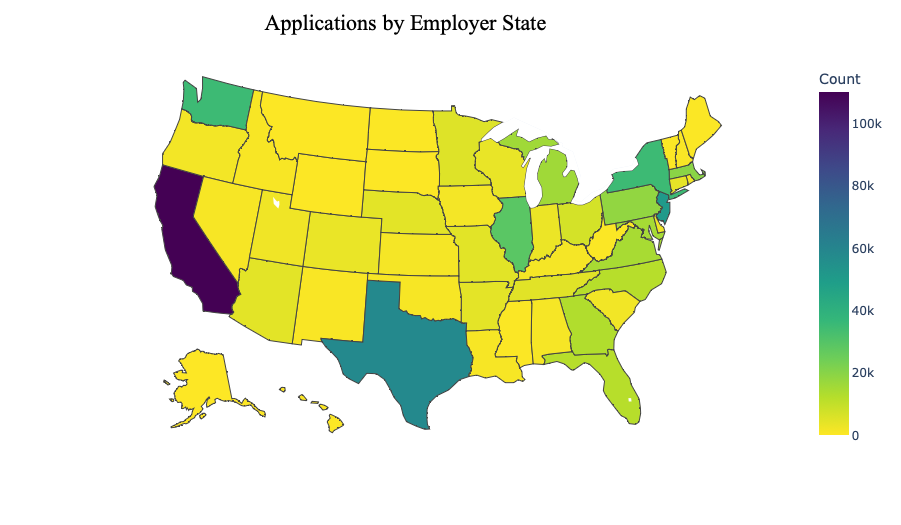 Applications by Employer State
Count
100k
80k
60k
40k
20k
0